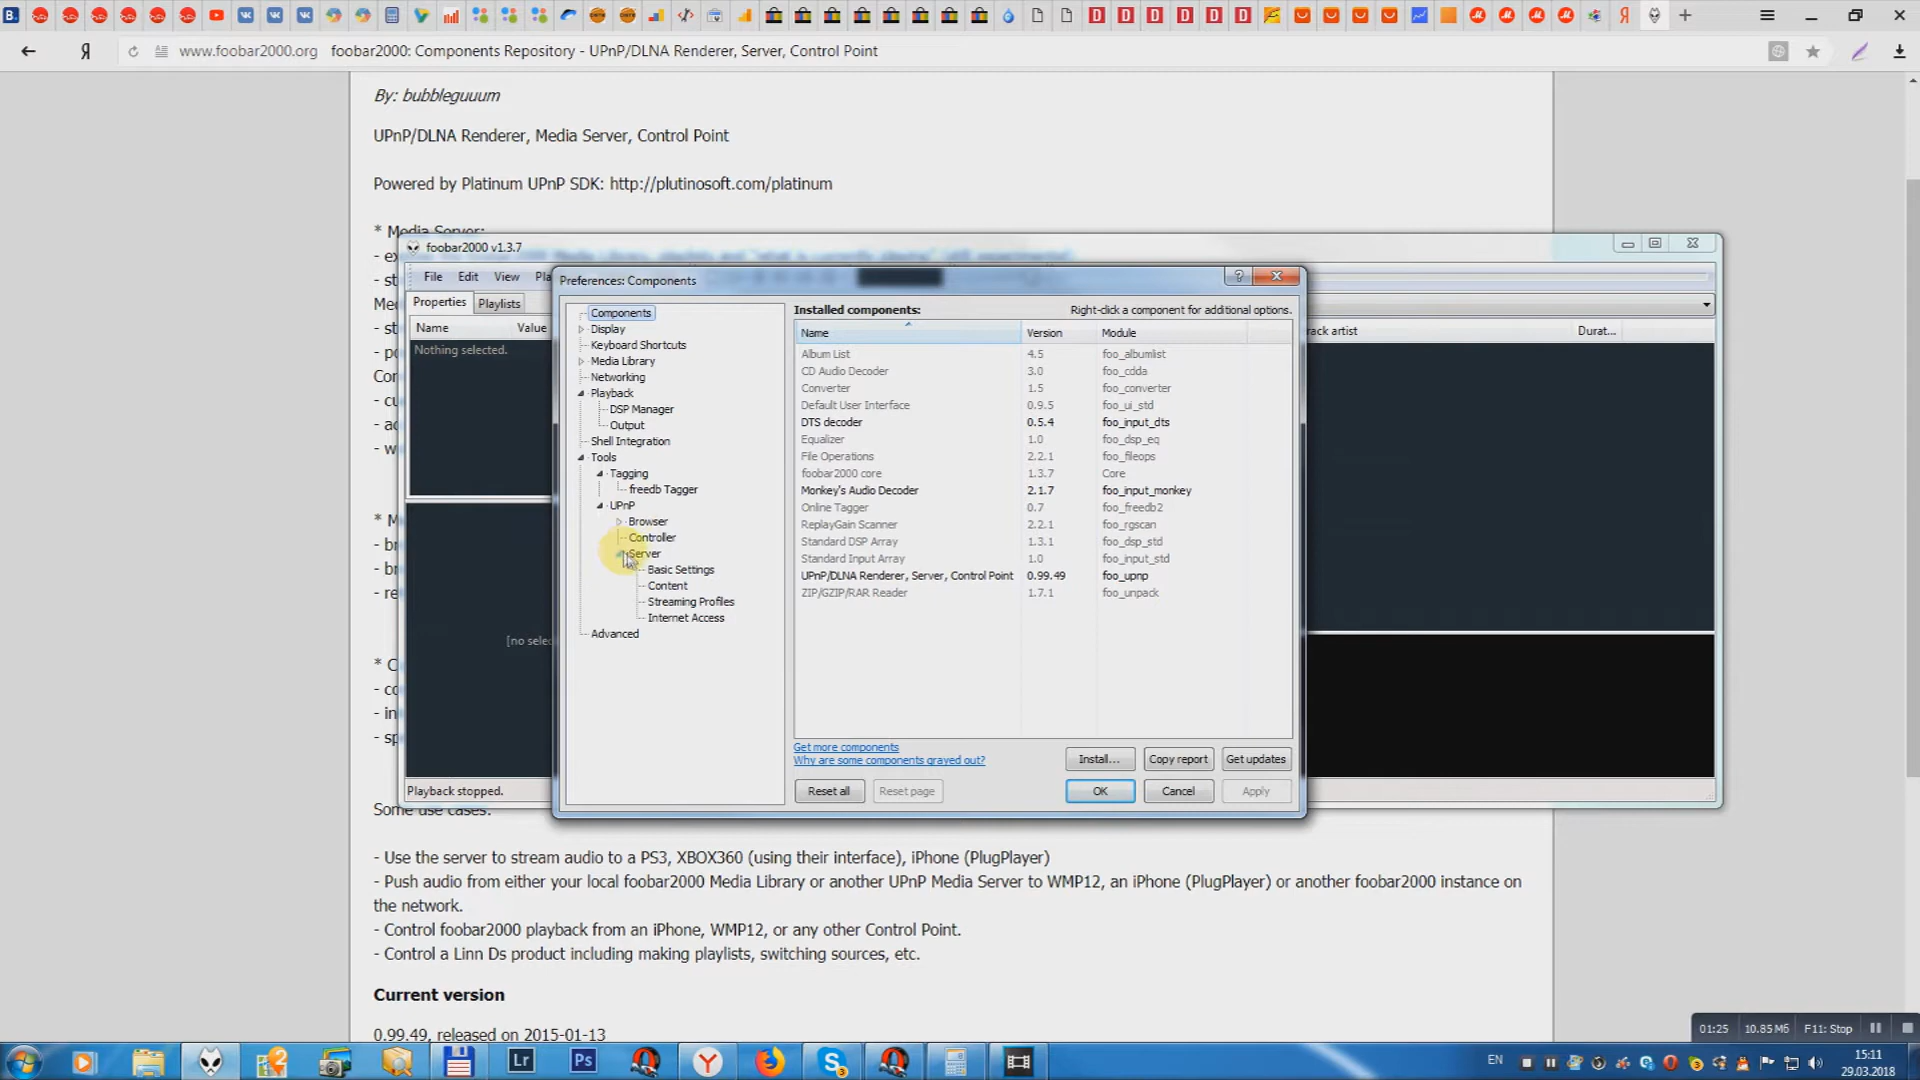 www.foobar2000.org foobar2000: Components Repository - UPnP/DLNA Renderer, Server, Control Point
By: bubbleguuum
UPnP/DLNA Renderer, Media Server, Control Point
Powered by Platinum UPnP SDK: http://plutinosoft.com/platinum
* Media Server:
foobar2000 v1.3.7
File Edit View
Properties Playlists
Name Value
Nothing selected.
Playback stopped.
rack artist Durat...
Preferences: Components
Components
Display
Keyboard Shortcuts
Media Library
Networking
Playback
DSP Manager
Output
Shell Integration
Tools
Tagging
freedb Tagger
UPnP
Browser
Controller
Server
Basic Settings
Content
Streaming Profiles
Internet Access
Advanced
Installed components: Right-click a component for additional options.
Name Version Module
Album List 4.5 foo_albumlist
CD Audio Decoder 3.0 foo_cdda
Converter 1.5 foo_converter
Default User Interface 0.9.5 foo_ui_std
DTS decoder 0.5.4 foo_input_dts
Equalizer 1.0 foo_dsp_eq
File Operations 2.2.1 foo_fileops
foobar2000 core 1.3.7 Core
Monkey's Audio Decoder 2.1.7 foo_input_monkey
Online Tagger 0.7 foo_freedb2
ReplayGain Scanner 2.2.1 foo_rgscan
Standard DSP Array 1.3.1 foo_dsp_std
Standard Input Array 1.0 foo_input_std
UPnP/DLNA Renderer, Server, Control Point 0.99.49 foo_upnp
ZIP/GZIP/RAR Reader 1.7.1 foo_unpack
Get more components
Why are some components grayed out?
Install... Copy report Get updates
Reset all Reset page OK Cancel Apply
Some use cases:
- Use the server to stream audio to a PS3, XBOX360 (using their interface), iPhone (PlugPlayer)
- Push audio from either your local foobar2000 Media Library or another UPnP Media Server to WMP12, an iPhone (PlugPlayer) or another foobar2000 instance on
the network.
- Control foobar2000 playback from an iPhone, WMP12, or any other Control Point.
- Control a Linn Ds product including making playlists, switching sources, etc.
Current version
0.99.49, released on 2015-01-13
01:25 10.85 Мб F11: Stop
Lr Ps
EN 15:11
29.03.2018